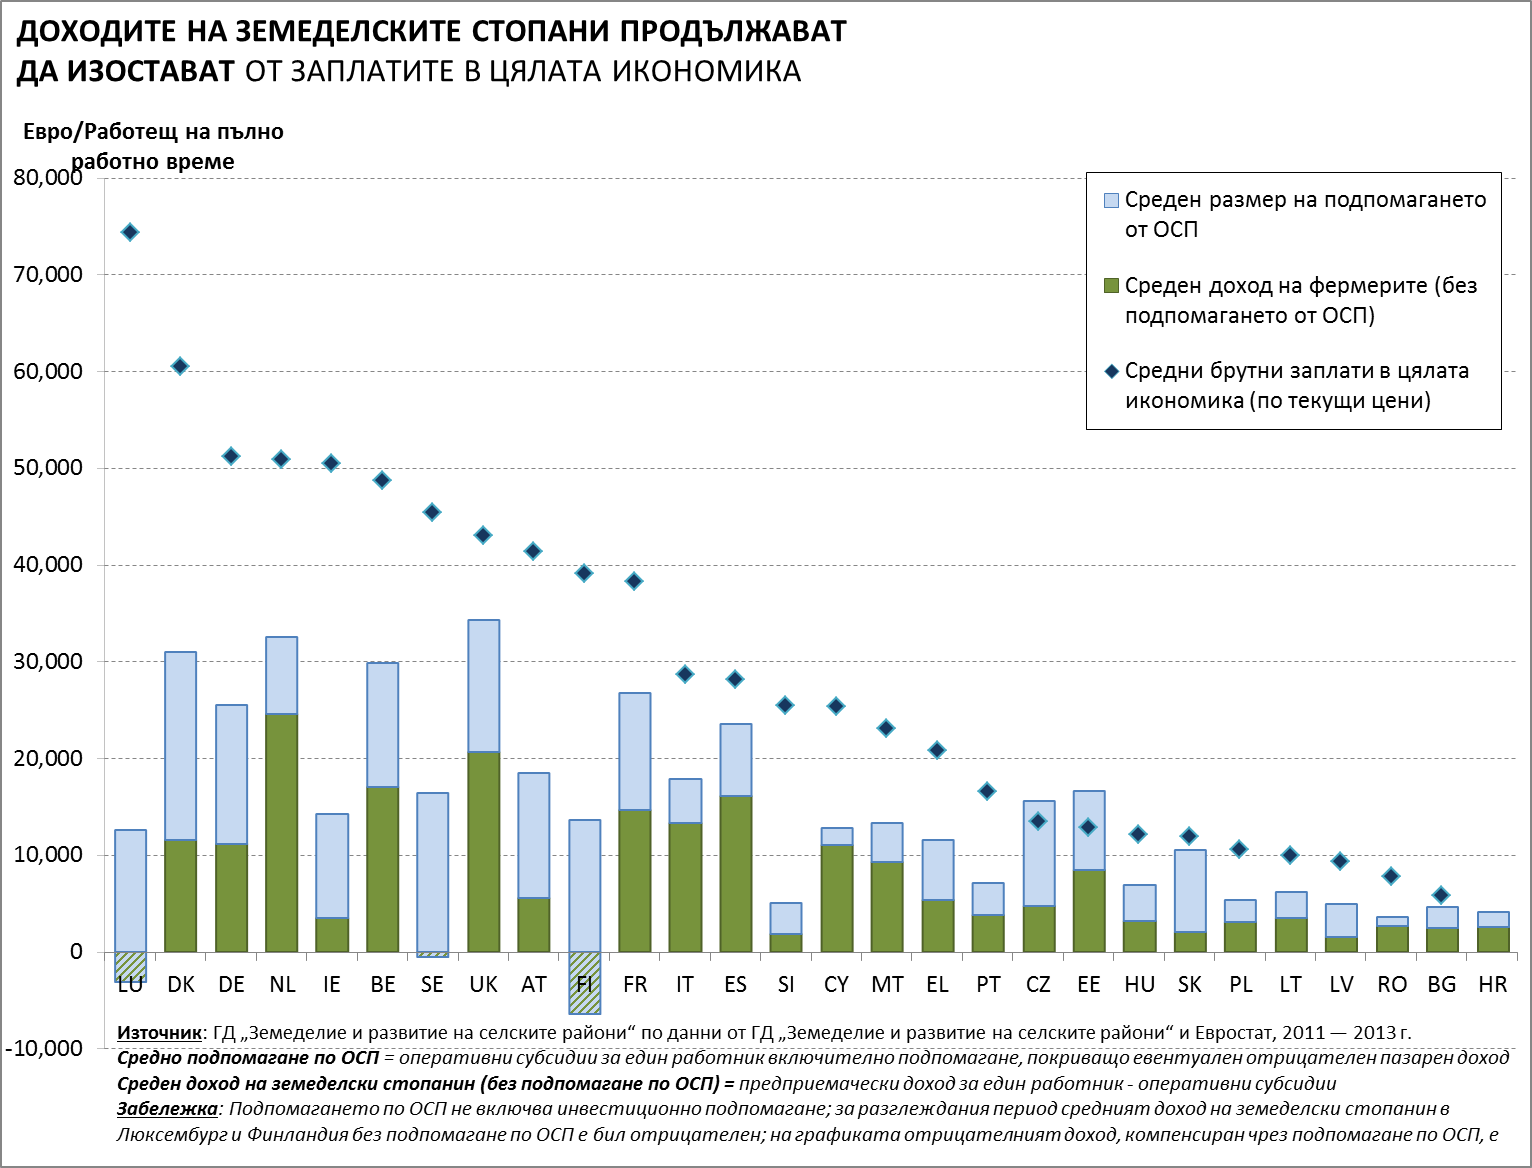 ДОХОДИТЕ НА ЗЕМЕДЕЛСКИТЕ СТОПАНИ ПРОДЪЛЖАВАТ
ДА ИЗОСТАВАТ ОТ ЗАПЛАТИТЕ В ЦЯЛАТА ИКОНОМИКА
Евро/Работещ на пълно
работно време
80,000
70,000
60,000
50,000
40,000
30,000
20,000
10,000
0
-10,000
Среден размер на подпомагането
от ОСП
Среден доход на фермерите (без
подпомагането от ОСП)
Средни брутни заплати в цялата
икономика (по текущи цени)
LU DK DE NL IE BE SE UK AT FI FR IT ES SI CY MT EL PT CZ EE HU SK PL LT LV RO BG HR
Източник: ГД „Земеделие и развитие на селските райони“ по данни от ГД „Земеделие и развитие на селските райони“ и Евростат, 2011 — 2013 г.
Средно подпомагане по ОСП = оперативни субсидии за един работник включително подпомагане, покриващо евентуален отрицателен пазарен доход
Среден доход на земеделски стопанин (без подпомагане по ОСП) = предприемачески доход за един работник - оперативни субсидии
Забележка: Подпомагането по ОСП не включва инвестиционно подпомагане; за разглеждания период средният доход на земеделски стопанин в
Люксембург и Финландия без подпомагане по ОСП е бил отрицателен; на графиката отрицателният доход, компенсиран чрез подпомагане по ОСП, е